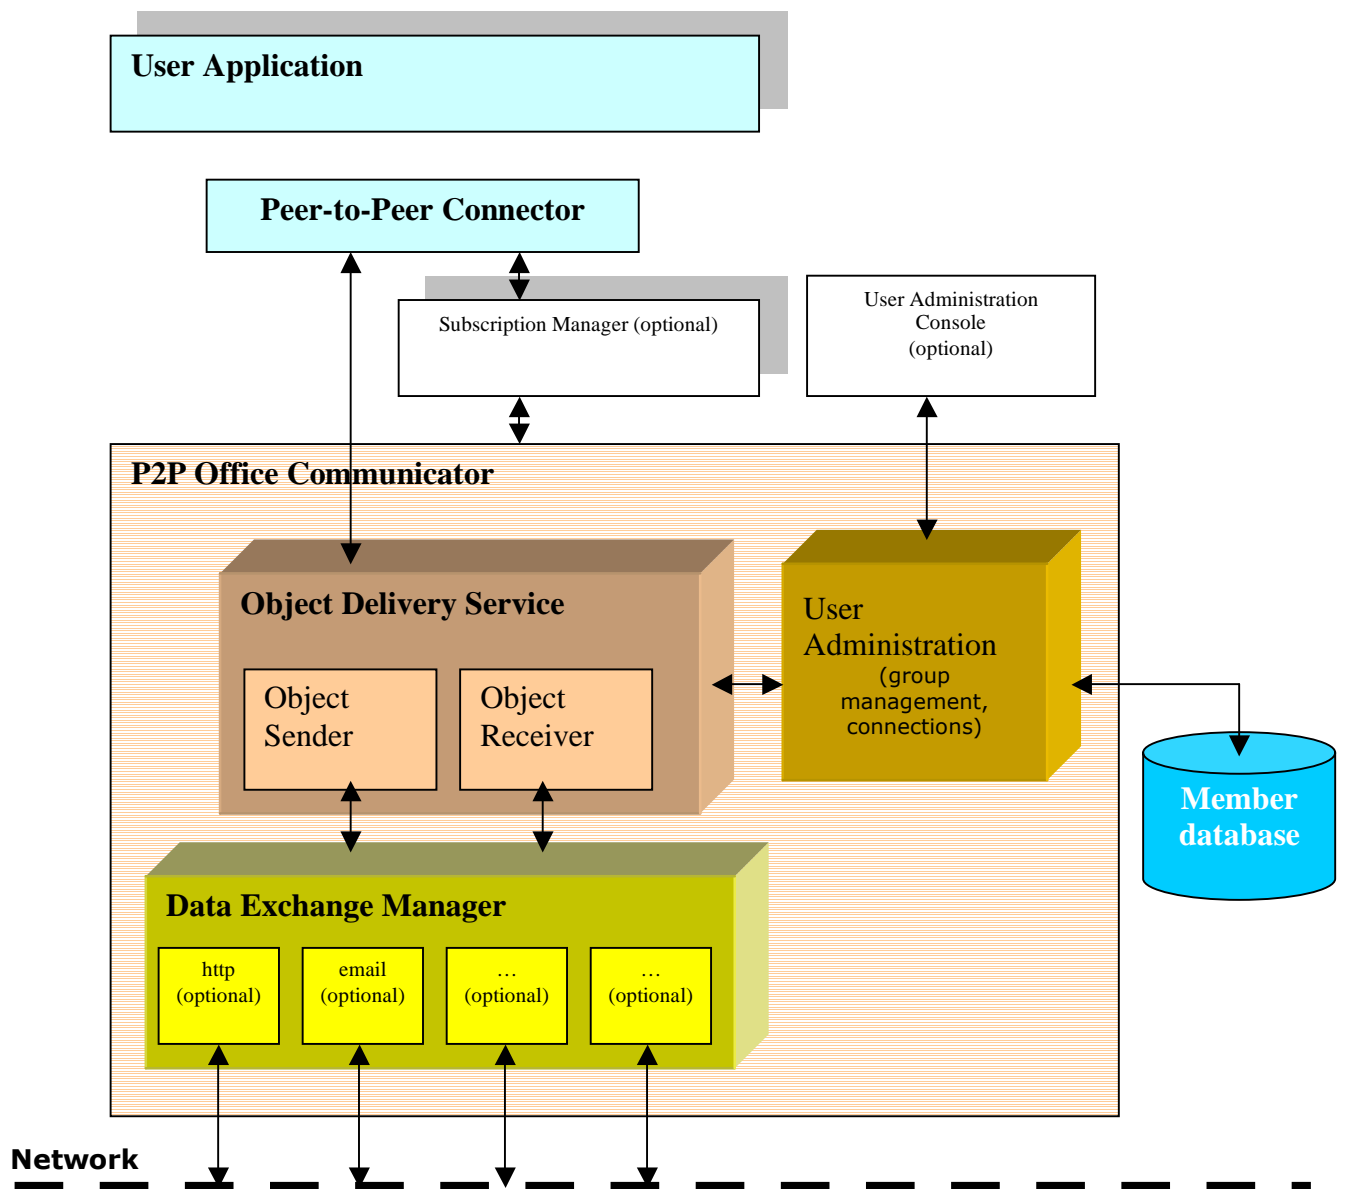 User Application
Peer-to-Peer Connector
Subscription Manager (optional)
User Administration
Console
(optional)
P2P Office Communicator
Object Delivery Service
Object
Sender
Object
Receiver
User
Administration
(group
management,
connections)
Member
database
Data Exchange Manager
http
(optional)
email
(optional)
…
(optional)
…
(optional)
Network